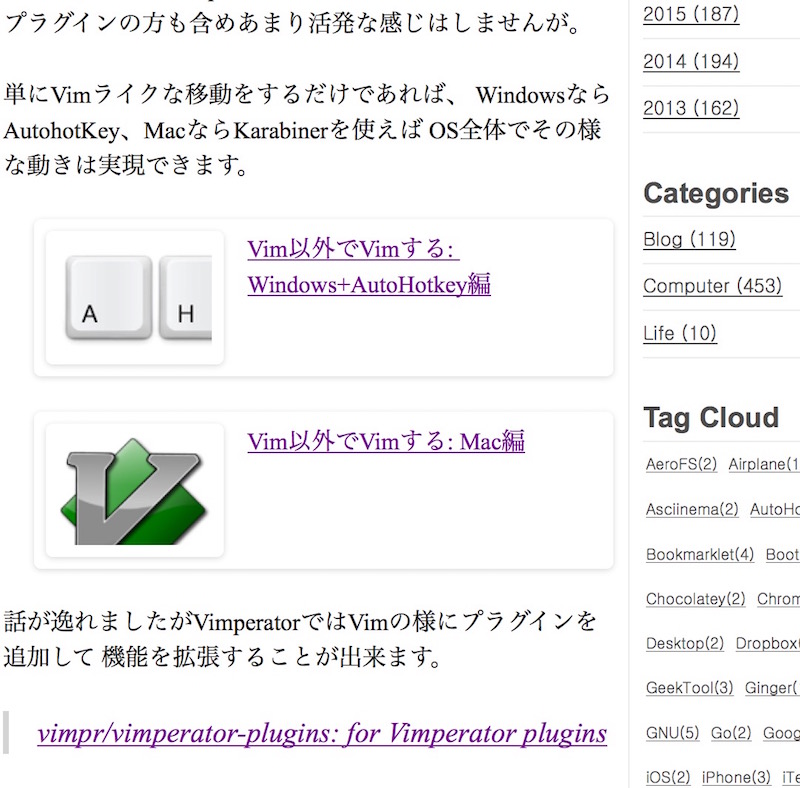 プラグインの方も含めあまり活発な感じはしませんが。
単にVimライクな移動をするだけであれば、 Windowsなら
AutohotKey、MacならKarabinerを使えば OS全体でその様
な動きは実現できます。
A H
Vim以外でVimする:
Windows+AutoHotkey編
Vim以外でVimする: Mac編
話が逸れましたがVimperatorではVimの様にプラグインを
追加して 機能を拡張することが出来ます。
vimpr/vimperator-plugins: for Vimperator plugins
2015 (187)
2014 (194)
2013 (162)
Categories
Blog (119)
Computer (453)
Life (10)
Tag Cloud
AeroFS(2) Airplane(1
Asciinema(2) AutoHo
Bookmarklet(4) Boot
Chocolatey(2) Chrom
Desktop(2) Dropbox(
GeekTool(3) Ginger(
GNU(5) Go(2) Goog
iOS(2) iPhone(3) iTe